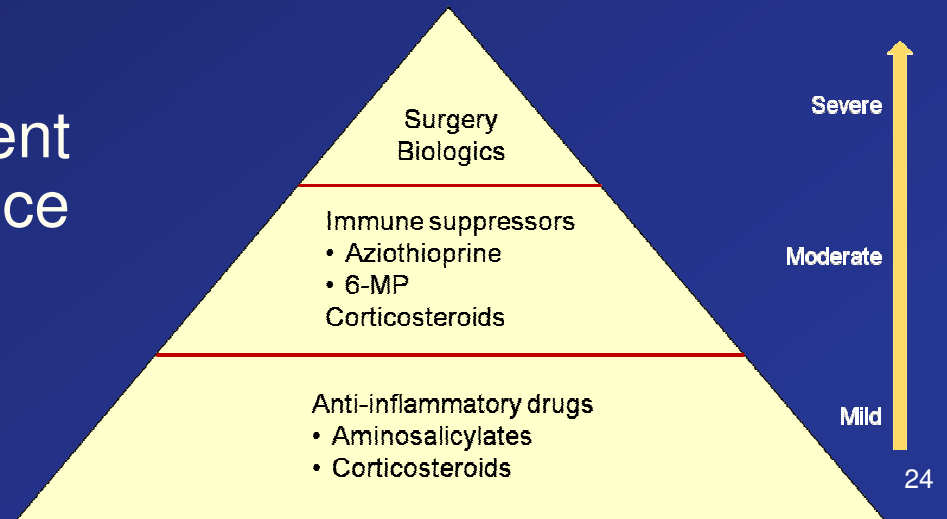 ent
ce
Surgery
Biologics
Immune suppressors
• Aziothioprine
• 6-MP
Corticosteroids
Anti-inflammatory drugs
• Aminosalicylates
• Corticosteroids
Severe
Moderate
Mild
24